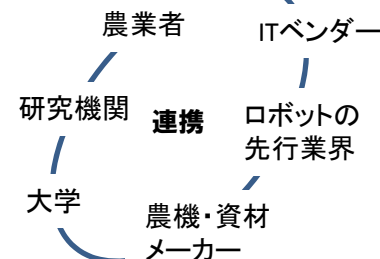 農業者
ITベンダー
研究機関
連携
ロボットの
先行業界
大学
農機・資材
メーカー